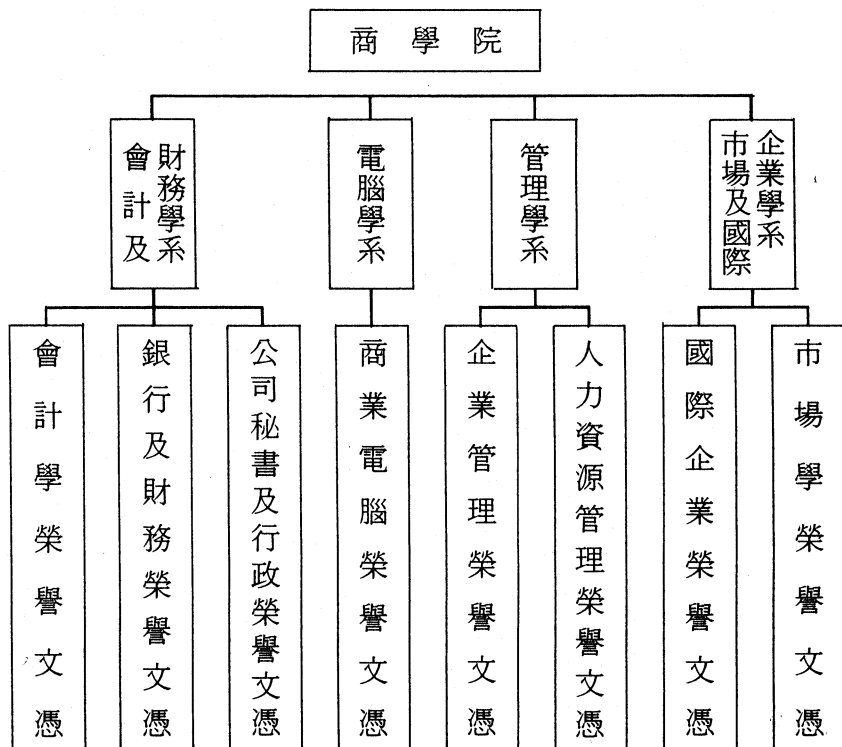 商學院
會計及
財務學系
電腦學系
管理學系
市場及國際
企業學系
會計學榮譽文憑
銀行及財務榮譽文憑
公司秘書及行政榮譽文憑
商業電腦榮譽文憑
企業管理榮譽文憑
人力資源管理榮譽文憑
國際企業榮譽文憑
市場學榮譽文憑